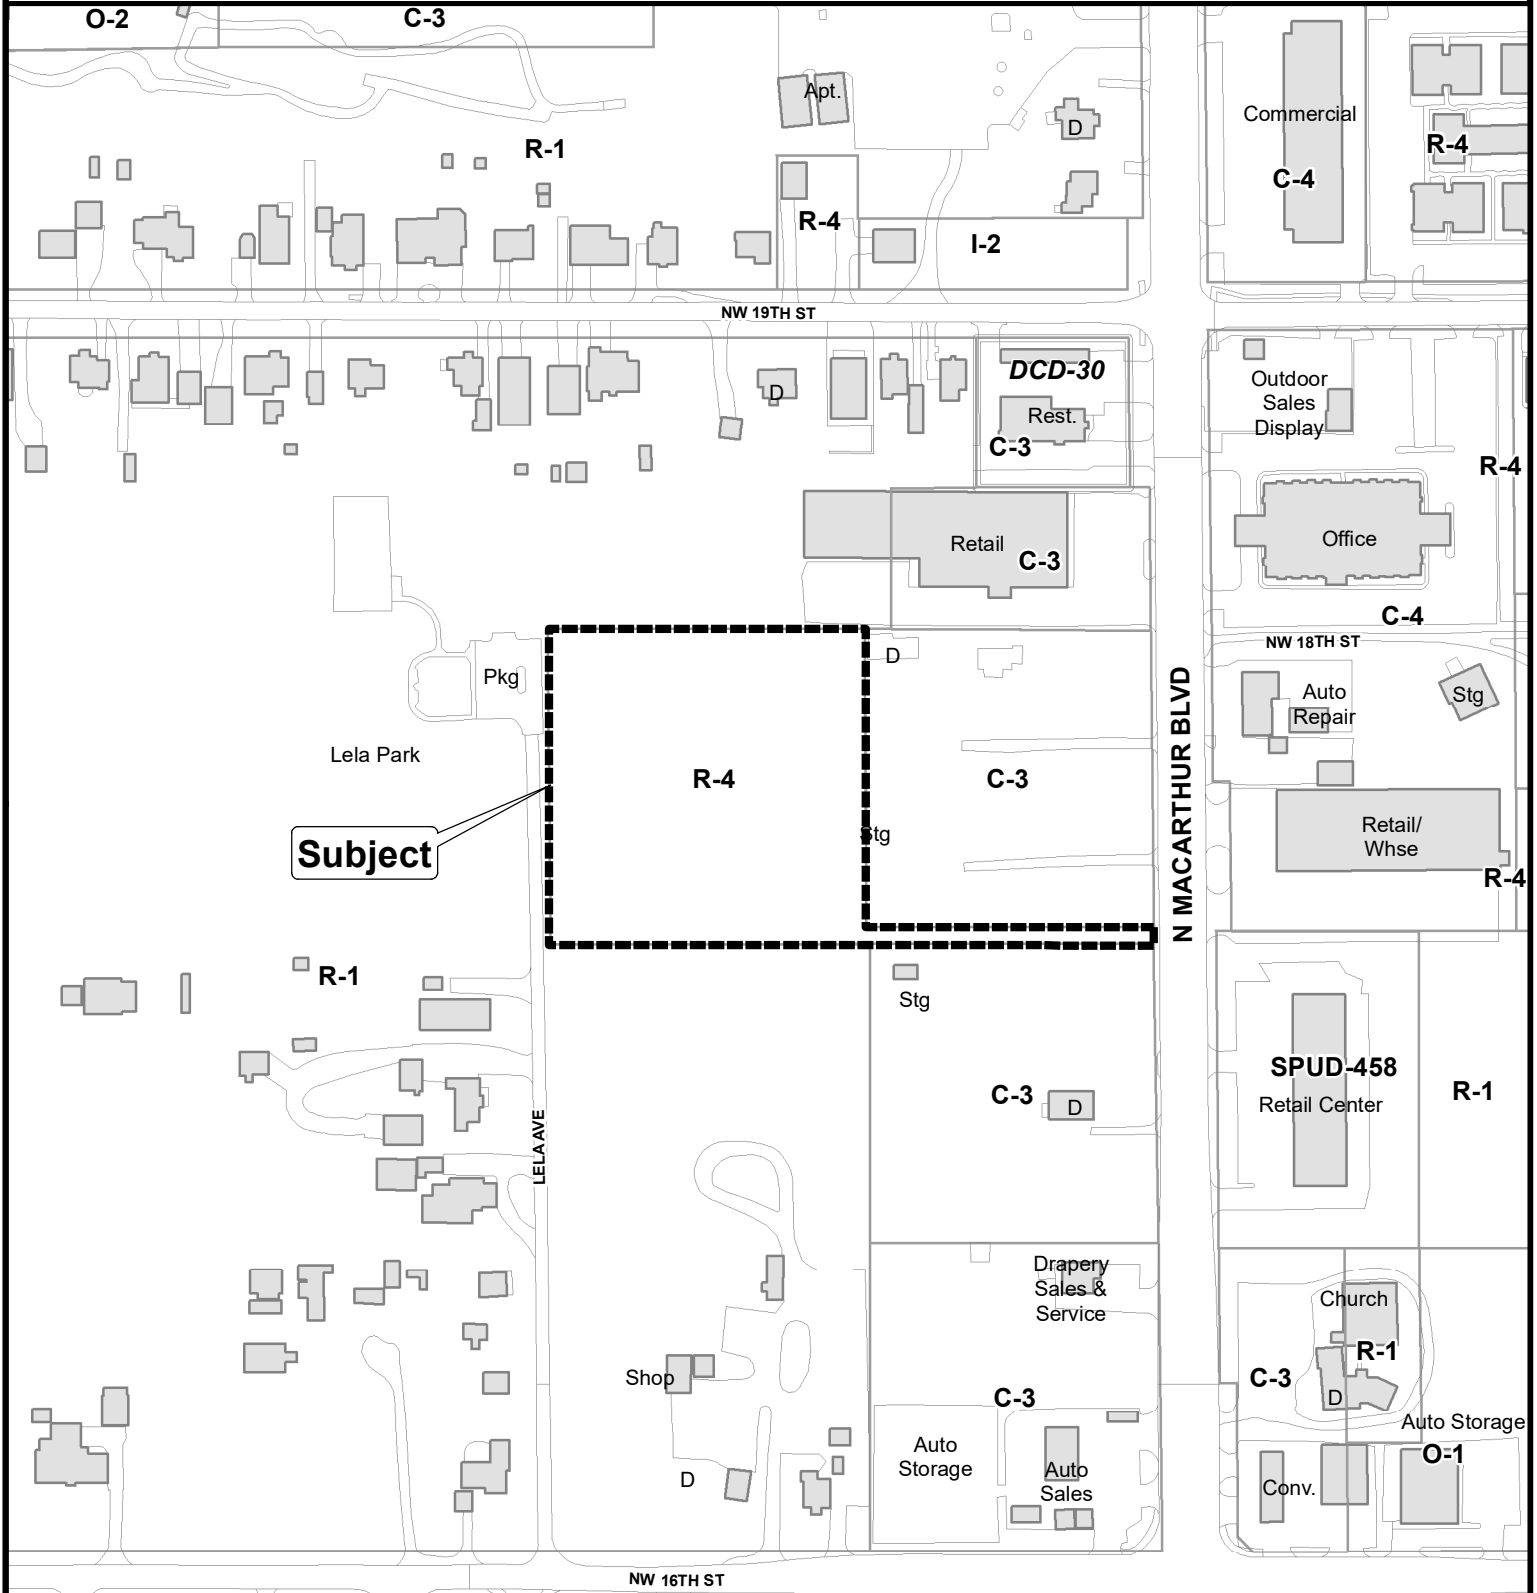 O-2
C-3
Apt.
D
Commercial
R-1
R-4
C-4
R-4
I-2
NW 19TH ST
DCD-30
Outdoor
Sales
Display
D
Rest.
C-3
R-4
Retail
C-3
Office
C-4
NW 18TH ST
D
Pkg
Auto
Repair
Stg
Lela Park
R-4
C-3
N MACARTHUR BLVD
Stg
Retail/
Whse
Subject
R-4
R-1
Stg
SPUD-458
C-3
D
Retail Center
R-1
LELA AVE
Drapery
Sales &
Service
Church
R-1
Shop
C-3
C-3
D
Auto Storage
Auto
Storage
O-1
Auto
Sales
D
Conv.
NW 16TH ST